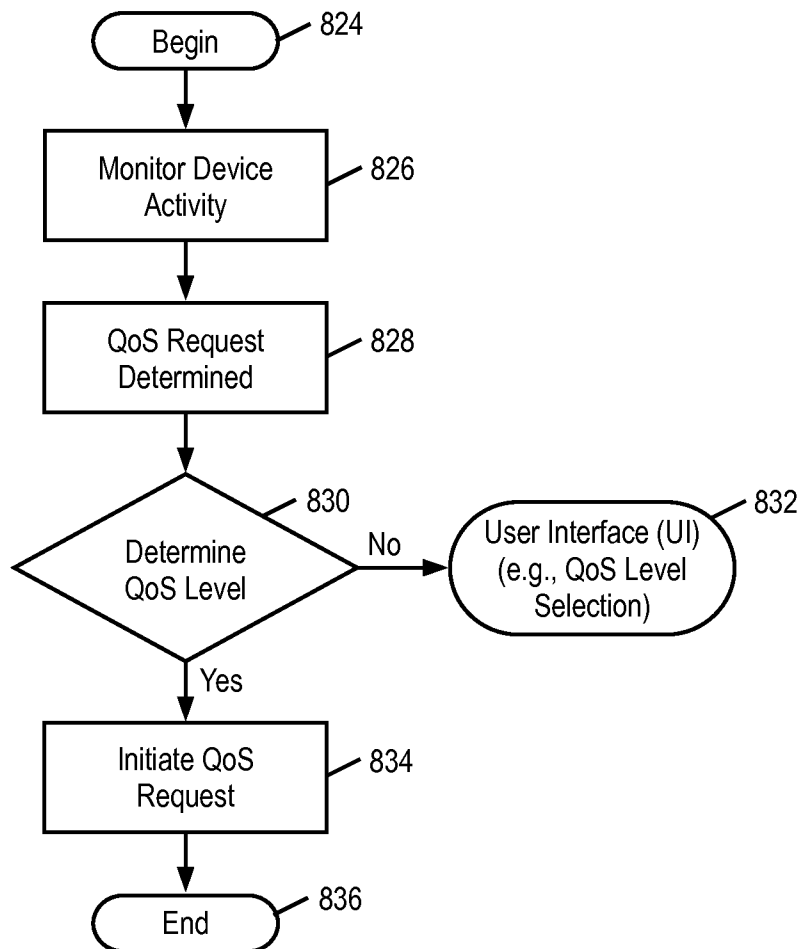 Begin
824
Monitor Device
Activity
826
QoS Request
Determined
828
Determine
QoS Level
830
No
User Interface (UI)
(e.g., QoS Level
Selection)
832
Yes
Initiate QoS
Request
834
End
836